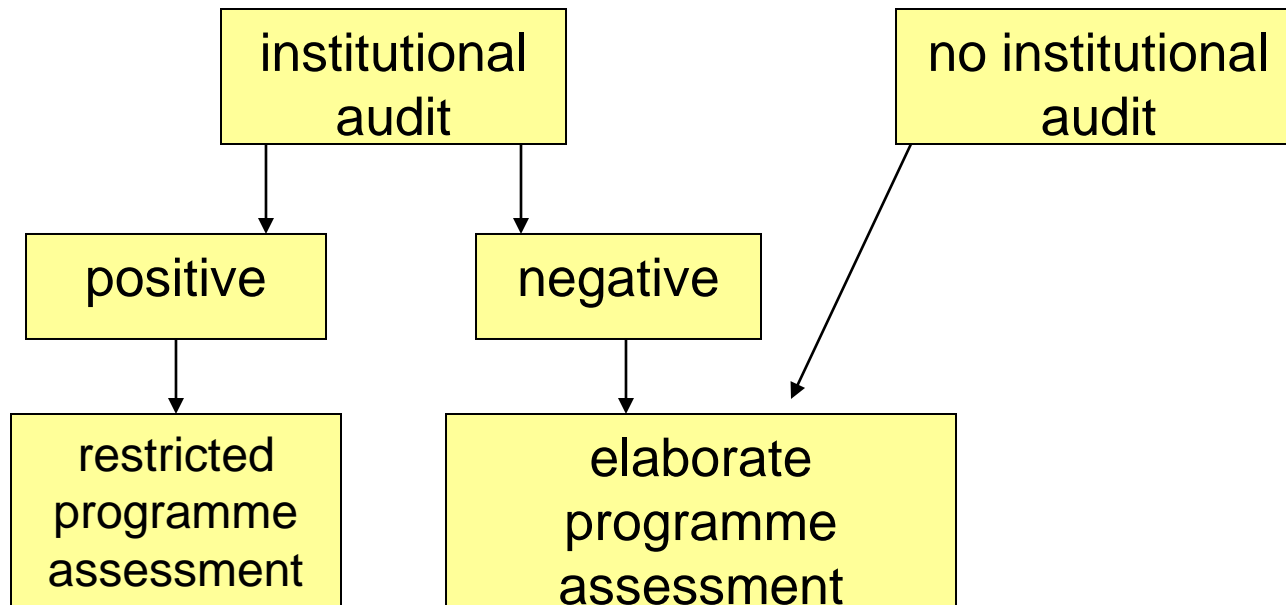 institutional
audit
no institutional
audit
positive
negative
restricted
programme
assessment
elaborate
programme
assessment